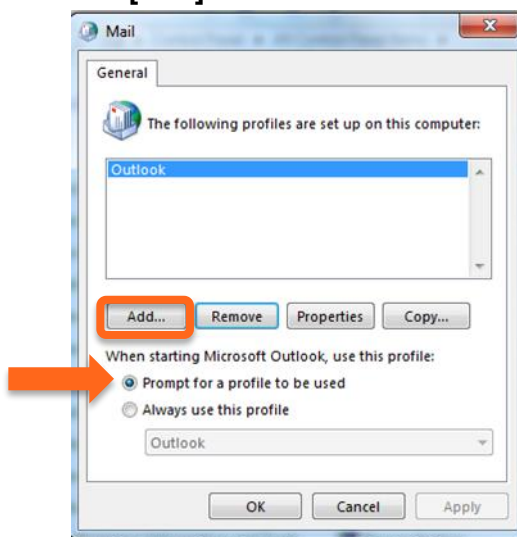 Mail
General
The following profiles are set up on this computer:
Outlook
Add... Remove Properties Copy...
When starting Microsoft Outlook, use this profile:
Prompt for a profile to be used
Always use this profile
Outlook
OK Cancel Apply